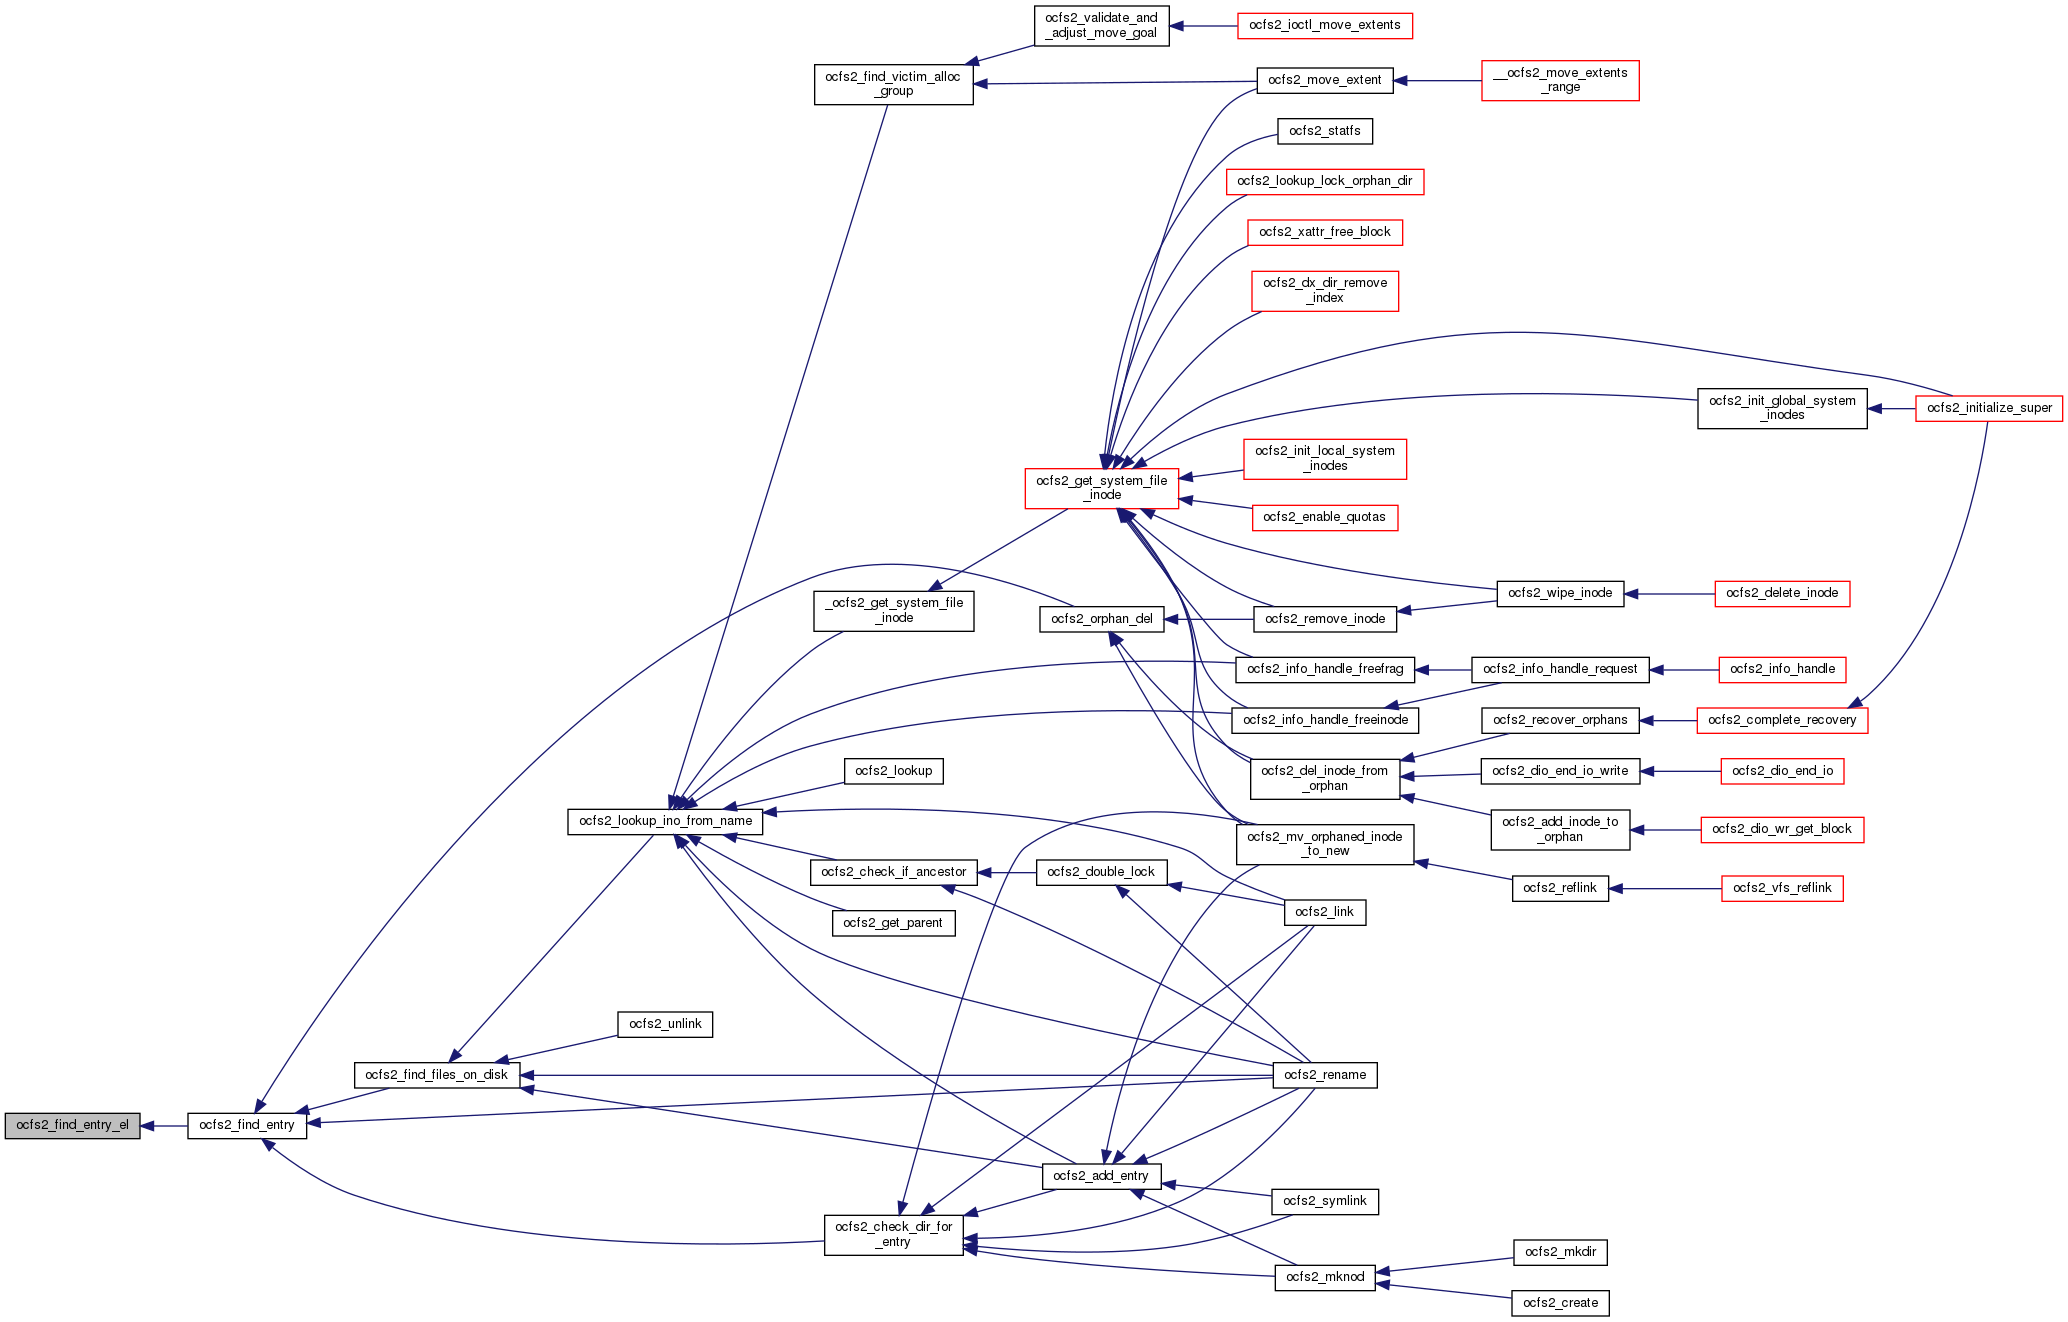 ocfs2_validate_and
_adjust_move_goal
ocfs2_ioctl_move_extents
ocfs2_find_victim_alloc
_group
ocfs2_move_extent
__ocfs2_move_extents
_range
ocfs2_statfs
ocfs2_lookup_lock_orphan_dir
ocfs2_xattr_free_block
ocfs2_dx_dir_remove
_index
ocfs2_init_global_system
_inodes
ocfs2_initialize_super
ocfs2_init_local_system
_inodes
ocfs2_get_system_file
_inode
ocfs2_enable_quotas
_ocfs2_get_system_file
_inode
ocfs2_wipe_inode
ocfs2_delete_inode
ocfs2_orphan_del
ocfs2_remove_inode
ocfs2_info_handle_freefrag
ocfs2_info_handle_request
ocfs2_info_handle
ocfs2_info_handle_freeinode
ocfs2_recover_orphans
ocfs2_complete_recovery
ocfs2_lookup
ocfs2_del_inode_from
_orphan
ocfs2_dio_end_io_write
ocfs2_dio_end_io
ocfs2_lookup_ino_from_name
ocfs2_add_inode_to
_orphan
ocfs2_dio_wr_get_block
ocfs2_mv_orphaned_inode
_to_new
ocfs2_check_if_ancestor
ocfs2_double_lock
ocfs2_reflink
ocfs2_vfs_reflink
ocfs2_get_parent
ocfs2_link
ocfs2_unlink
ocfs2_find_files_on_disk
ocfs2_rename
ocfs2_find_entry_el
ocfs2_find_entry
ocfs2_add_entry
ocfs2_symlink
ocfs2_check_dir_for
_entry
ocfs2_mknod
ocfs2_mkdir
ocfs2_create